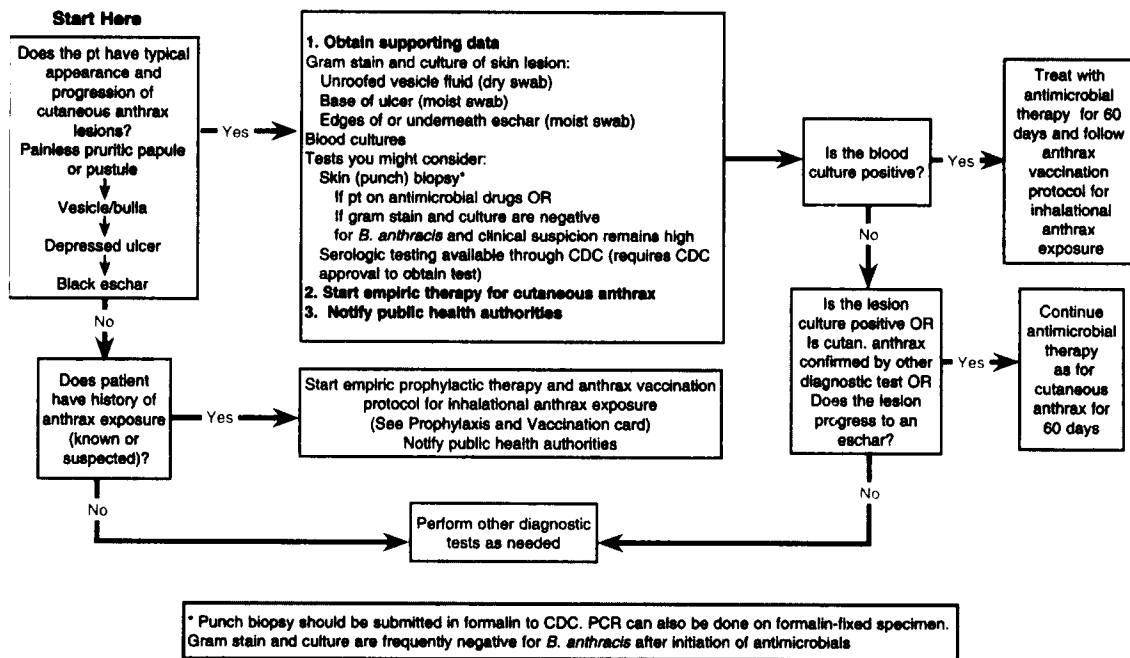 Start Here
Does the pt have typical
appearance and
progression of
cutaneous anthrax
lesions?
Painless pruritic papule
or pustule
Vesicle/bulla
Depressed ulcer
Black eschar
Yes
1. Obtain supporting data
Gram stain and culture of skin lesion:
Unroofed vesicle fluid (dry swab)
Base of ulcer (moist swab)
Edges of or underneath eschar (moist swab)
Blood cultures
Tests you might consider:
Skin (punch) biopsy*
If pt on antimicrobial drugs OR
If gram stain and culture are negative
for B. anthracis and clinical suspicion remains high
Serologic testing available through CDC (requires CDC
approval to obtain test)
2. Start empiric therapy for cutaneous anthrax
3. Notify public health authorities
Is the blood
culture positive?
Yes
Treat with
antimicrobial
therapy for 60
days and follow
anthrax
vaccination
protocol for
inhalational
anthrax
exposure
No
Is the lesion
culture positive OR
Is cutan. anthrax
confirmed by other
diagnostic test OR
Does the lesion
progress to an
eschar?
Yes
Continue
antimicrobial
therapy
as for
cutaneous
anthrax for
60 days
No
No
Does patient
have history of
anthrax exposure
(known or
suspected)?
Yes
Start empiric prophylactic therapy and anthrax vaccination
protocol for inhalational anthrax exposure
(See Prophylaxis and Vaccination card)
Notify public health authorities
No
Perform other diagnostic
tests as needed
* Punch biopsy should be submitted in formalin to CDC. PCR can also be done on formalin-fixed specimen.
Gram stain and culture are frequently negative for B. anthracis after initiation of antimicrobials